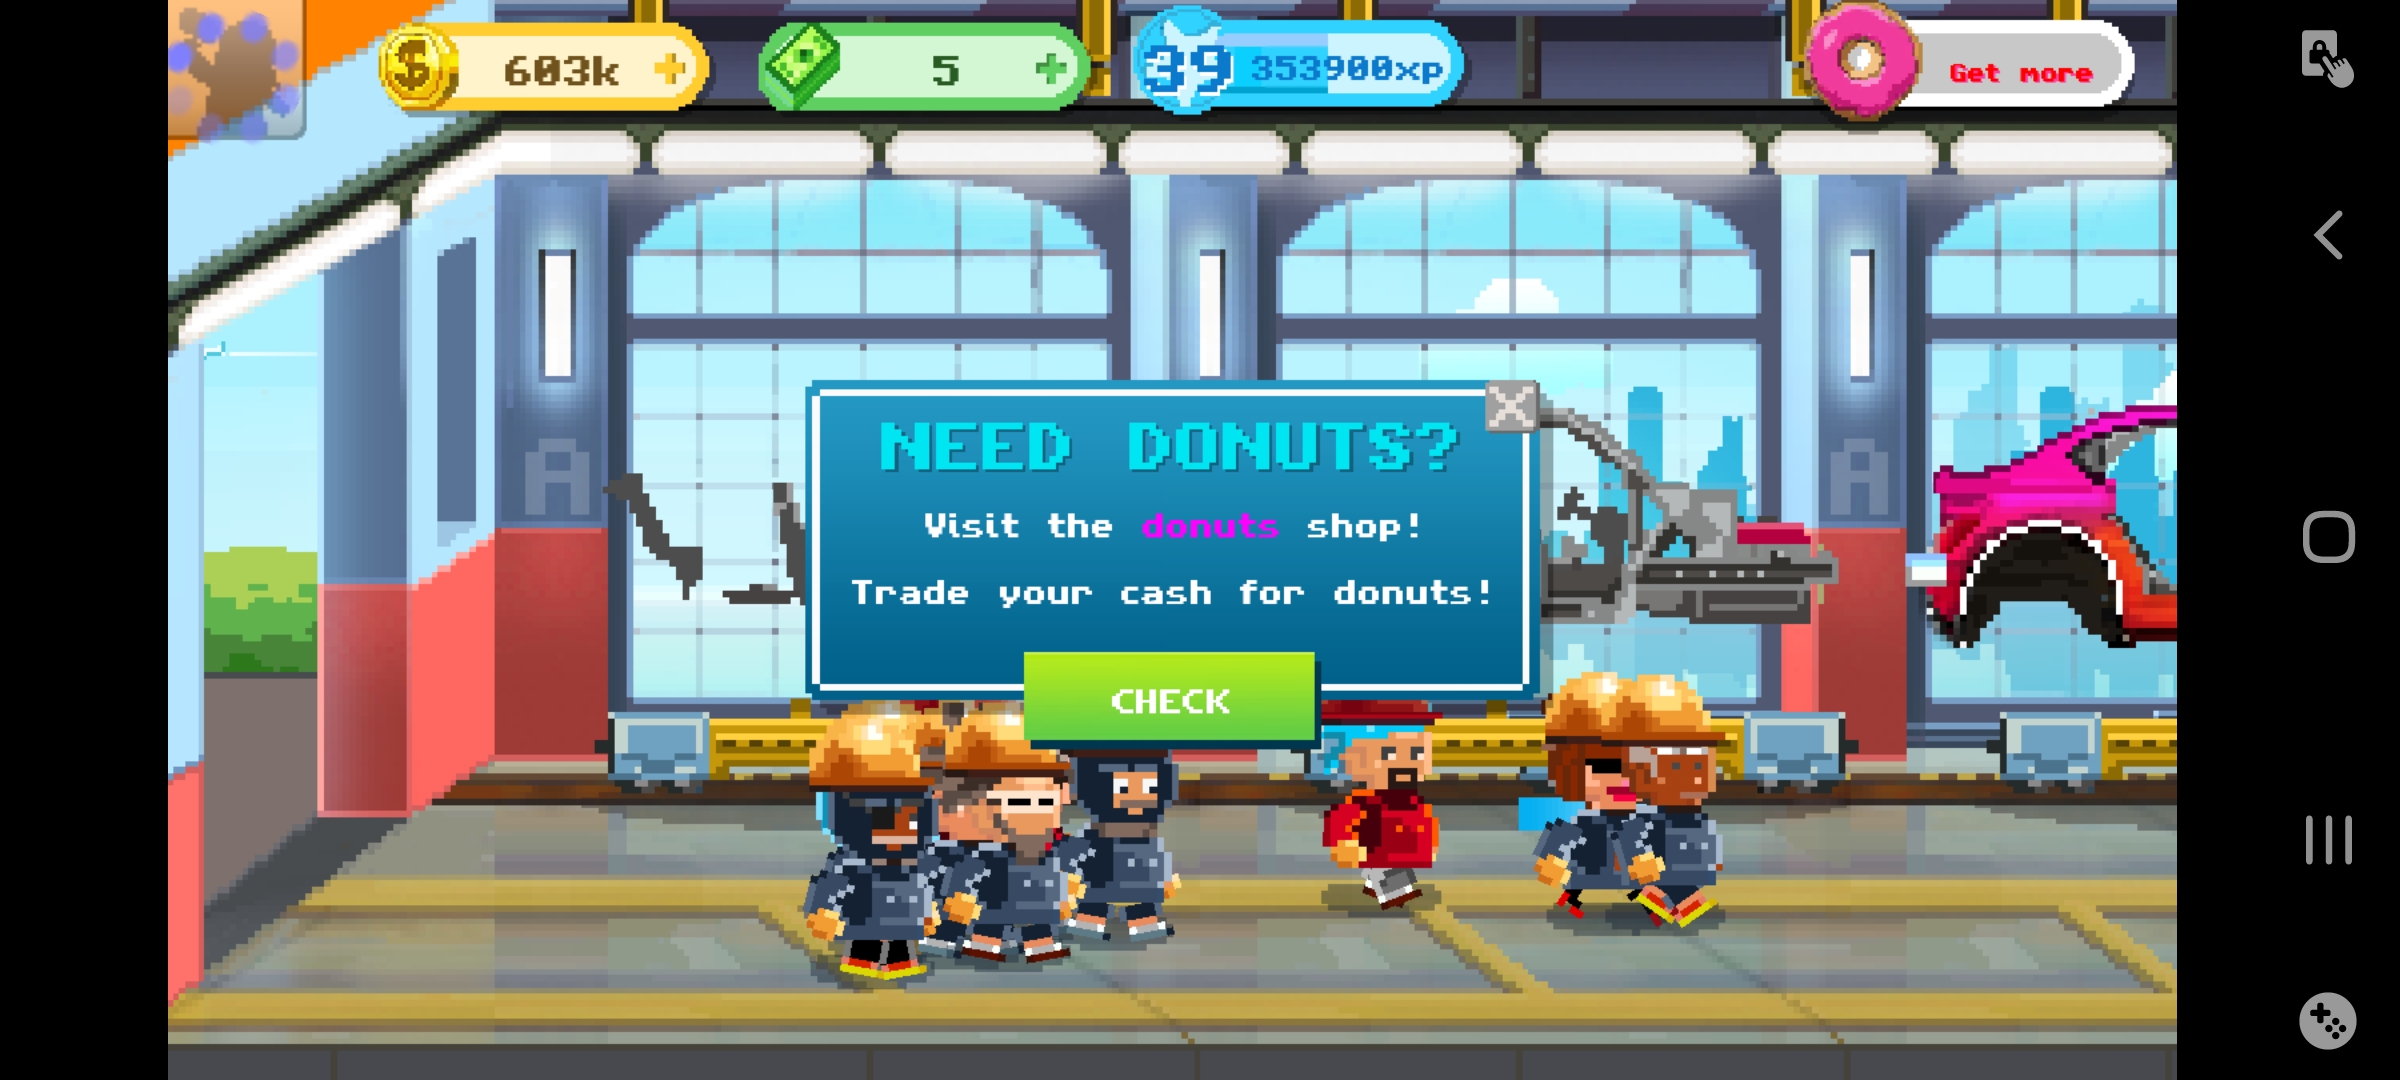 603k
5
39 353900xp
Get more
A
A
NEED DONUTS?
Visit the donuts shop!
Trade your cash for donuts!
CHECK